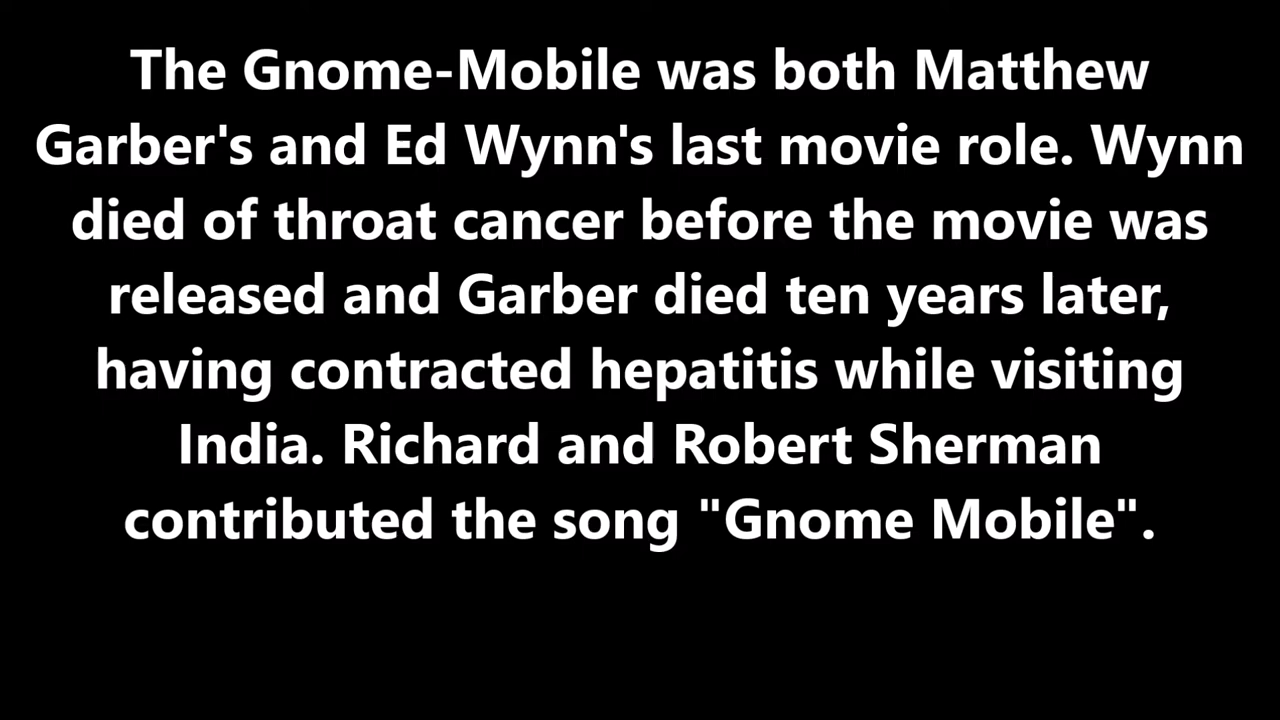 The Gnome-Mobile was both Matthew
Garber's and Ed Wynn's last movie role. Wynn
died of throat cancer before the movie was
released and Garber died ten years later,
having contracted hepatitis while visiting
India. Richard and Robert Sherman
contributed the song "Gnome Mobile".